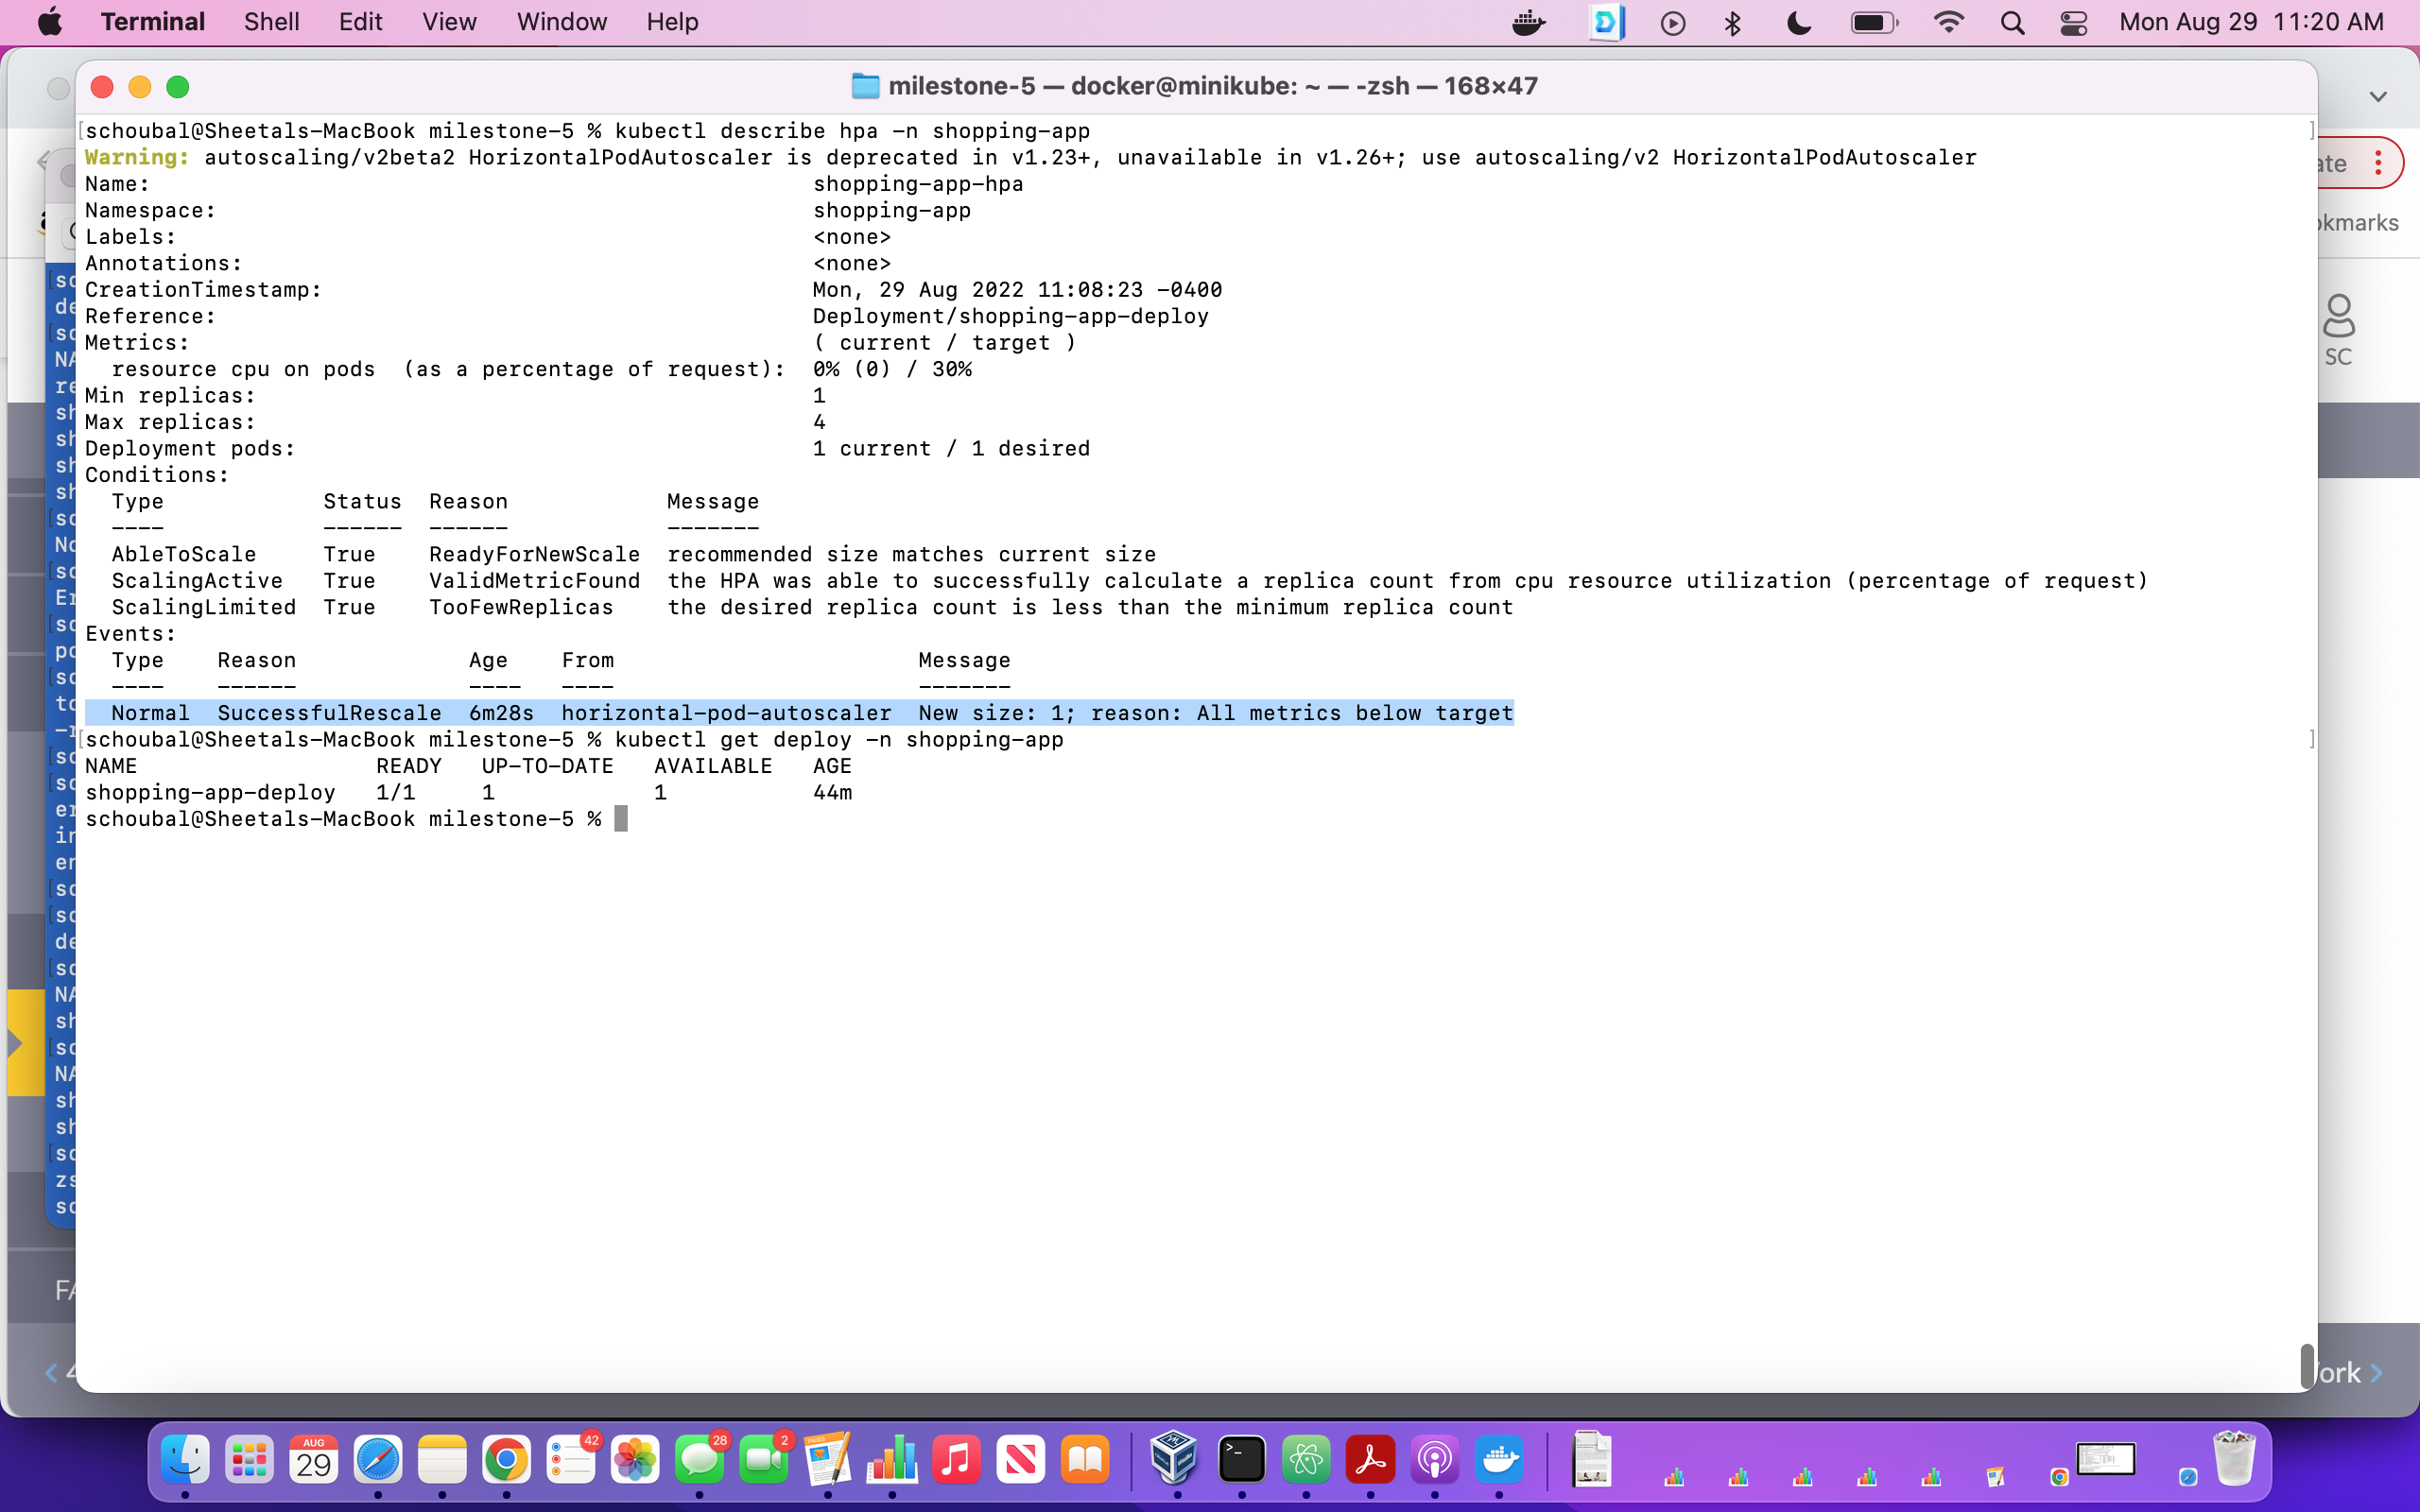 Terminal Shell Edit View Window Help Mon Aug 29 11:20 AM
milestone-5 — docker@minikube: ~ — -zsh — 168×47
schoubal@Sheetals-MacBook milestone-5 % kubectl describe hpa -n shopping-app
Warning: autoscaling/v2beta2 HorizontalPodAutoscaler is deprecated in v1.23+, unavailable in v1.26+; use autoscaling/v2 HorizontalPodAutoscaler
Name: shopping-app-hpa
Namespace: shopping-app
Labels: <none>
Annotations: <none>
CreationTimestamp: Mon, 29 Aug 2022 11:08:23 -0400
Reference: Deployment/shopping-app-deploy
Metrics: ( current / target )
resource cpu on pods (as a percentage of request): 0% (0) / 30%
Min replicas: 1
Max replicas: 4
Deployment pods: 1 current / 1 desired
Conditions:
Type Status Reason Message
---- ------ ------ -------
AbleToScale True ReadyForNewScale recommended size matches current size
ScalingActive True ValidMetricFound the HPA was able to successfully calculate a replica count from cpu resource utilization (percentage of request)
ScalingLimited True TooFewReplicas the desired replica count is less than the minimum replica count
Events:
Type Reason Age From Message
---- ------ ---- ---- -------
Normal SuccessfulRescale 6m28s horizontal-pod-autoscaler New size: 1; reason: All metrics below target
schoubal@Sheetals-MacBook milestone-5 % kubectl get deploy -n shopping-app
NAME READY UP-TO-DATE AVAILABLE AGE
shopping-app-deploy 1/1 1 1 44m
schoubal@Sheetals-MacBook milestone-5 %
SC
AUG
29
42
28
2